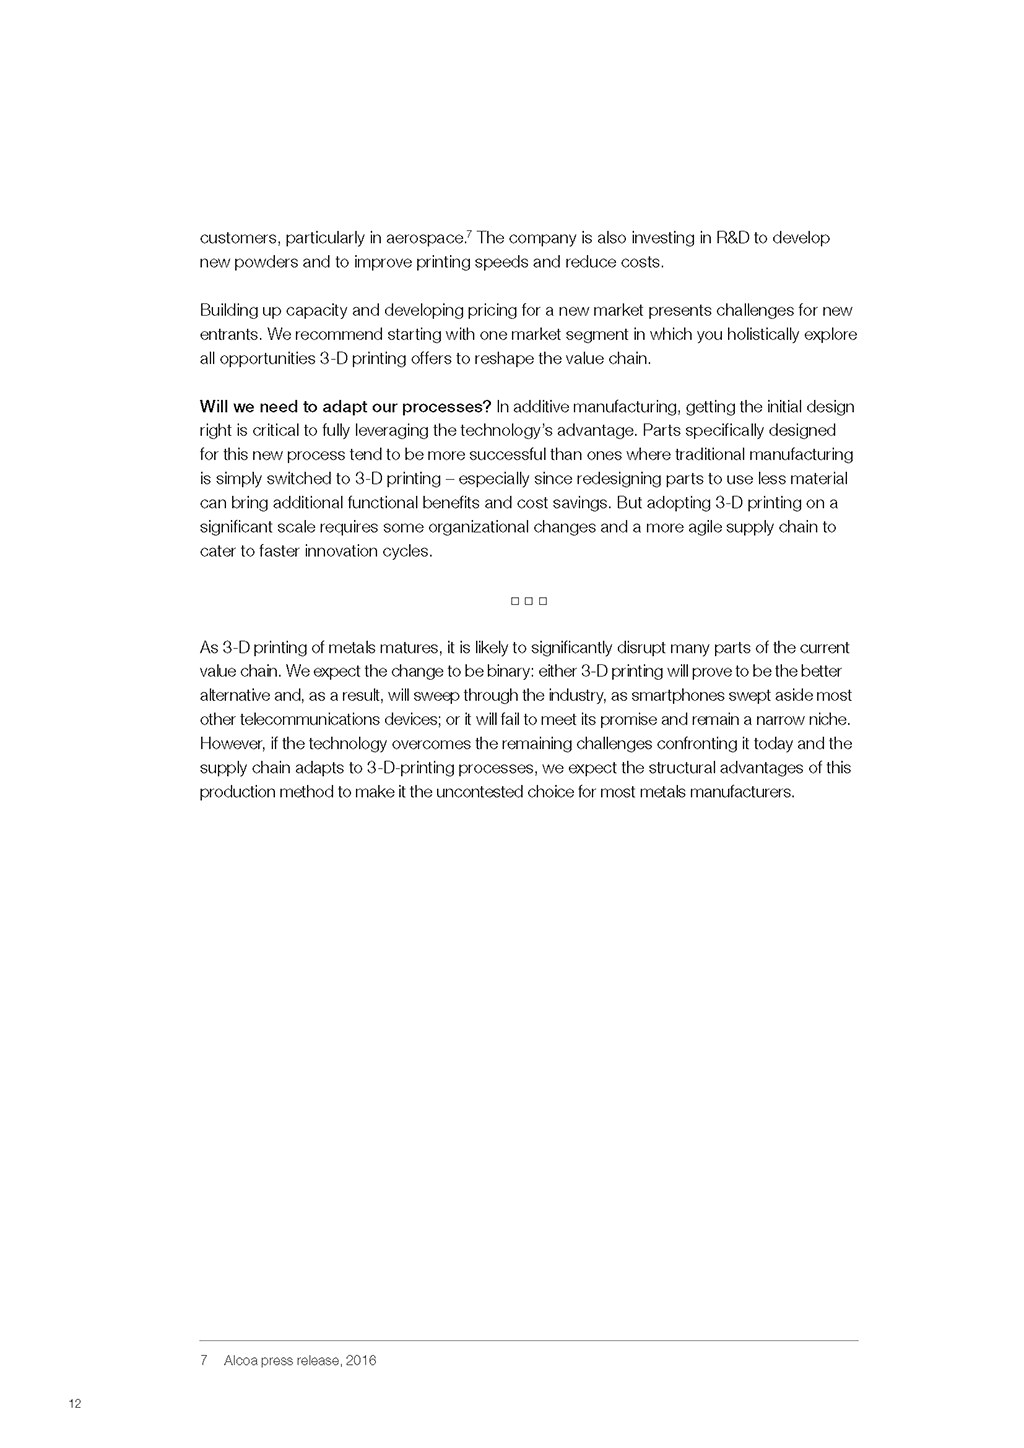 customers, particularly in aerospace.7 The company is also investing in R&D to develop
new powders and to improve printing speeds and reduce costs.
Building up capacity and developing pricing for a new market presents challenges for new
entrants. We recommend starting with one market segment in which you holistically explore
all opportunities 3-D printing offers to reshape the value chain.
Will we need to adapt our processes? In additive manufacturing, getting the initial design
right is critical to fully leveraging the technology’s advantage. Parts specifically designed
for this new process tend to be more successful than ones where traditional manufacturing
is simply switched to 3-D printing – especially since redesigning parts to use less material
can bring additional functional benefits and cost savings. But adopting 3-D printing on a
significant scale requires some organizational changes and a more agile supply chain to
cater to faster innovation cycles.
As 3-D printing of metals matures, it is likely to significantly disrupt many parts of the current
value chain. We expect the change to be binary: either 3-D printing will prove to be the better
alternative and, as a result, will sweep through the industry, as smartphones swept aside most
other telecommunications devices; or it will fail to meet its promise and remain a narrow niche.
However, if the technology overcomes the remaining challenges confronting it today and the
supply chain adapts to 3-D-printing processes, we expect the structural advantages of this
production method to make it the uncontested choice for most metals manufacturers.
7 Alcoa press release, 2016
12